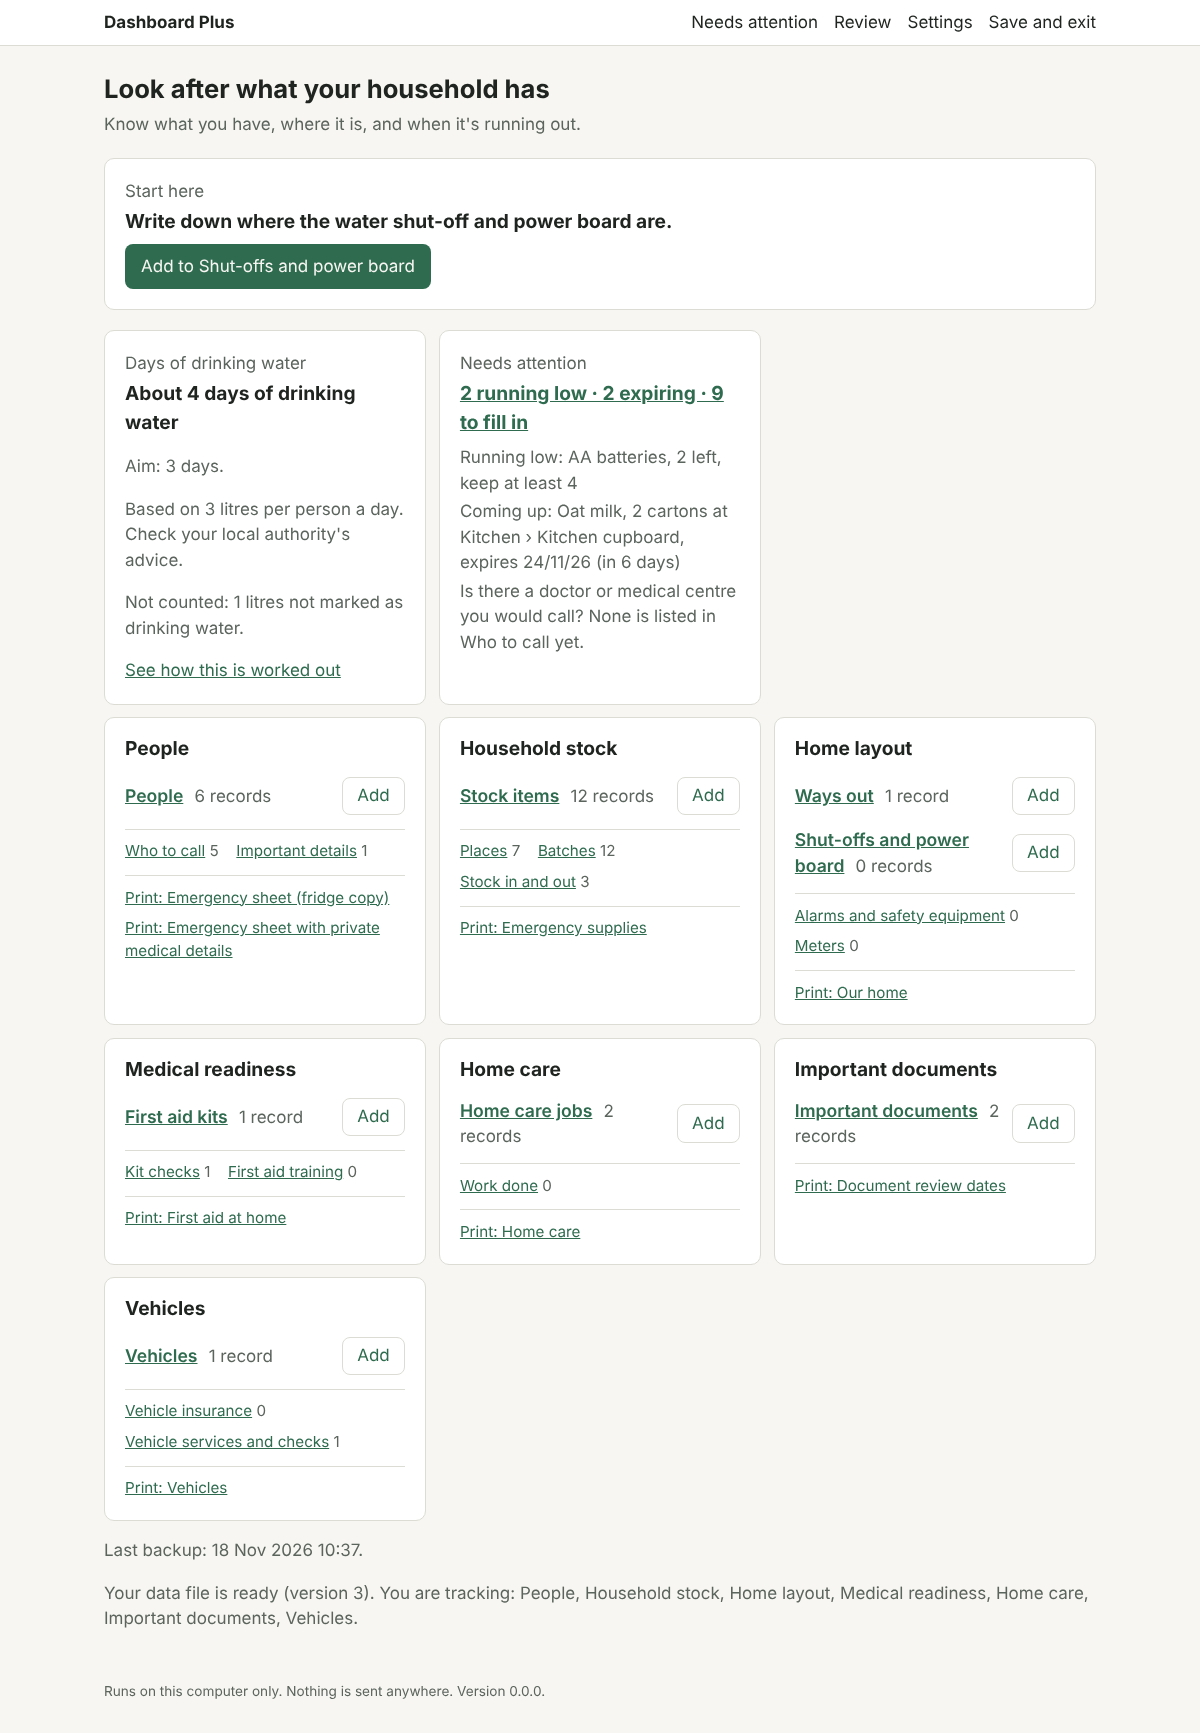 Dashboard Plus
Needs attention Review Settings Save and exit
Look after what your household has
Know what you have, where it is, and when it's running out.
Start here
Write down where the water shut-off and power board are.
Add to Shut-offs and power board
Days of drinking water
About 4 days of drinking
water
Aim: 3 days.
Based on 3 litres per person a day.
Check your local authority's
advice.
Not counted: 1 litres not marked as
drinking water.
See how this is worked out
Needs attention
2 running low · 2 expiring · 9
to fill in
Running low: AA batteries, 2 left,
keep at least 4
Coming up: Oat milk, 2 cartons at
Kitchen › Kitchen cupboard,
expires 24/11/26 (in 6 days)
Is there a doctor or medical centre
you would call? None is listed in
Who to call yet.
People
People 6 records Add
Who to call 5 Important details 1
Print: Emergency sheet (fridge copy)
Print: Emergency sheet with private
medical details
Household stock
Stock items 12 records Add
Places 7 Batches 12
Stock in and out 3
Print: Emergency supplies
Home layout
Ways out 1 record Add
Shut-offs and power
board 0 records Add
Alarms and safety equipment 0
Meters 0
Print: Our home
Medical readiness
First aid kits 1 record Add
Kit checks 1 First aid training 0
Print: First aid at home
Home care
Home care jobs 2
records Add
Work done 0
Print: Home care
Important documents
Important documents 2
records Add
Print: Document review dates
Vehicles
Vehicles 1 record Add
Vehicle insurance 0
Vehicle services and checks 1
Print: Vehicles
Last backup: 18 Nov 2026 10:37.
Your data file is ready (version 3). You are tracking: People, Household stock, Home layout, Medical readiness, Home care,
Important documents, Vehicles.
Runs on this computer only. Nothing is sent anywhere. Version 0.0.0.